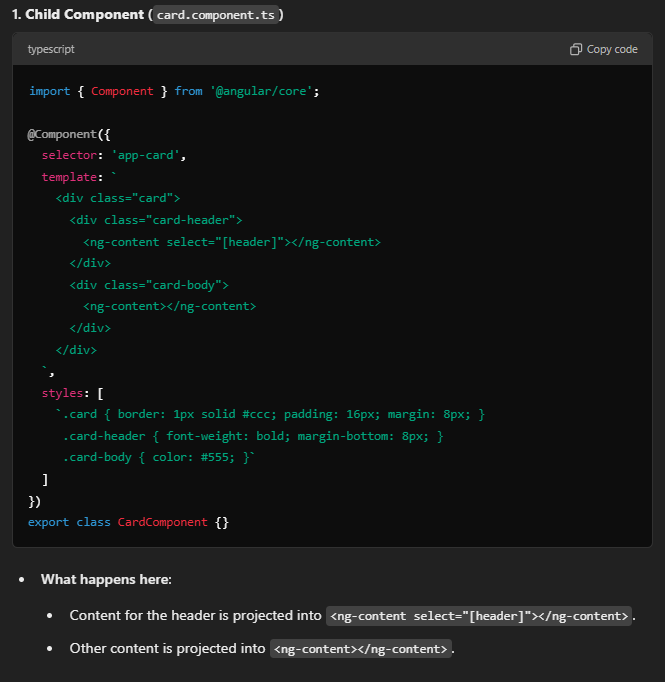 1. Child Component (card.component.ts)
typescript
Copy code
import { Component } from '@angular/core';
@Component({
  selector: 'app-card',
  template: `
    <div class="card">
      <div class="card-header">
        <ng-content select="[header]"></ng-content>
      </div>
      <div class="card-body">
        <ng-content></ng-content>
      </div>
    </div>
  `,
  styles: [
    `.card { border: 1px solid #ccc; padding: 16px; margin: 8px; }
     .card-header { font-weight: bold; margin-bottom: 8px; }
     .card-body { color: #555; }`
  ]
})
export class CardComponent {}
• What happens here:
• Content for the header is projected into <ng-content select="[header]"></ng-content>.
• Other content is projected into <ng-content></ng-content>.